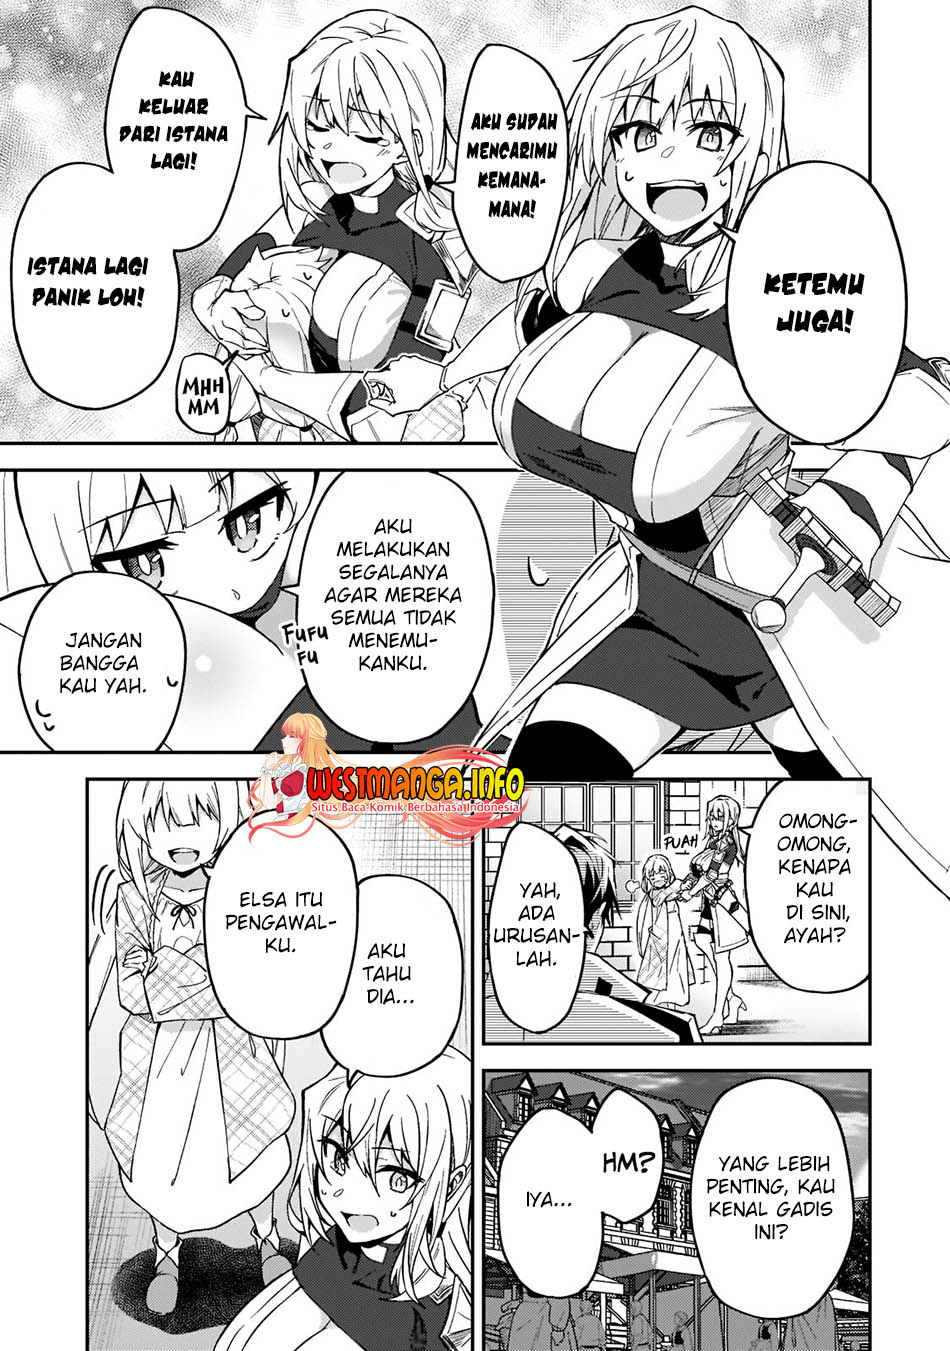 KETEMU
JUGA!
AKU SUDAH
MENCARIMU
KEMANA-
MANA!
KAU
KELUAR
DARI ISTANA
LAGI!
ISTANA LAGI
PANIK LOH!
MHH
MM
AKU
MELAKUKAN
SEGALANYA
AGAR MEREKA
SEMUA TIDAK
MENEMU-
KANKU.
FUFU
FU
JANGAN
BANGGA
KAU YAH.
WESTMANGA.INFO
Situs Baca Komik Berbahasa Indonesia
OMONG-
OMONG,
KENAPA
KAU
DI SINI,
AYAH?
PUAH
YAH,
ADA
URUSAN-
LAH.
YANG LEBIH
PENTING, KAU
KENAL GADIS
INI?
HM?
IYA...
AKU
TAHU
DIA...
ELSA ITU
PENGAWAL-
KU.